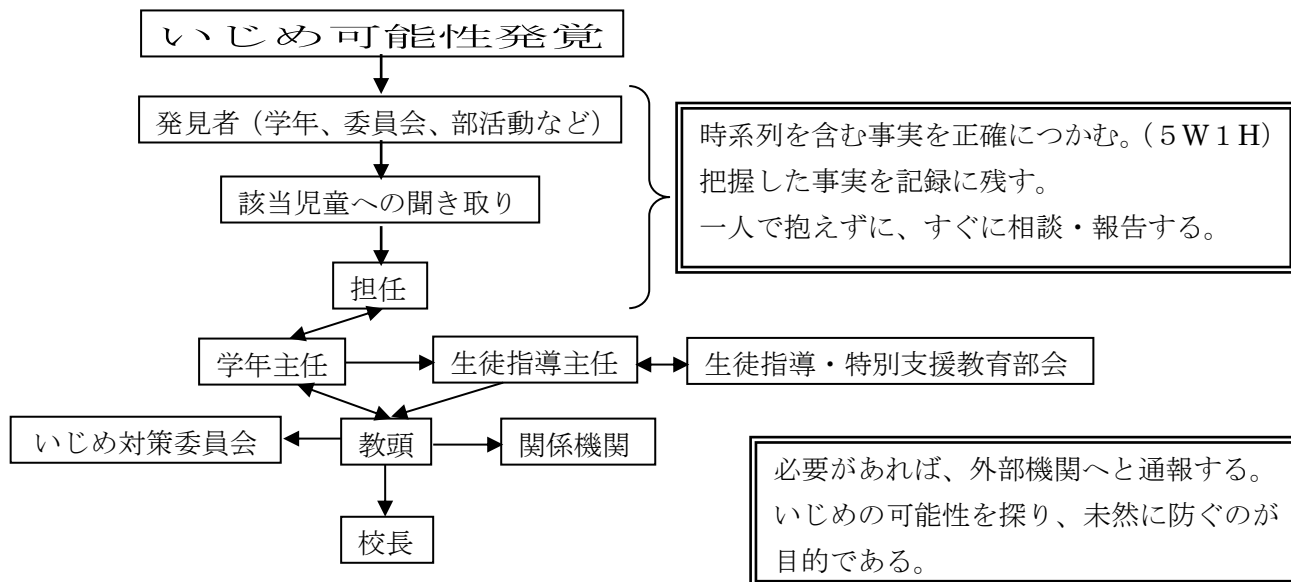 いじめ可能性発覚
発見者（学年、委員会、部活動など）
時系列を含む事実を正確につかむ。（５Ｗ１Ｈ）
把握した事実を記録に残す。
一人で抱えずに、すぐに相談・報告する。
該当児童への聞き取り
担任
学年主任
生徒指導主任
生徒指導・特別支援教育部会
いじめ対策委員会
教頭
関係機関
校長
必要があれば、外部機関へと通報する。
いじめの可能性を探り、未然に防ぐのが
目的である。